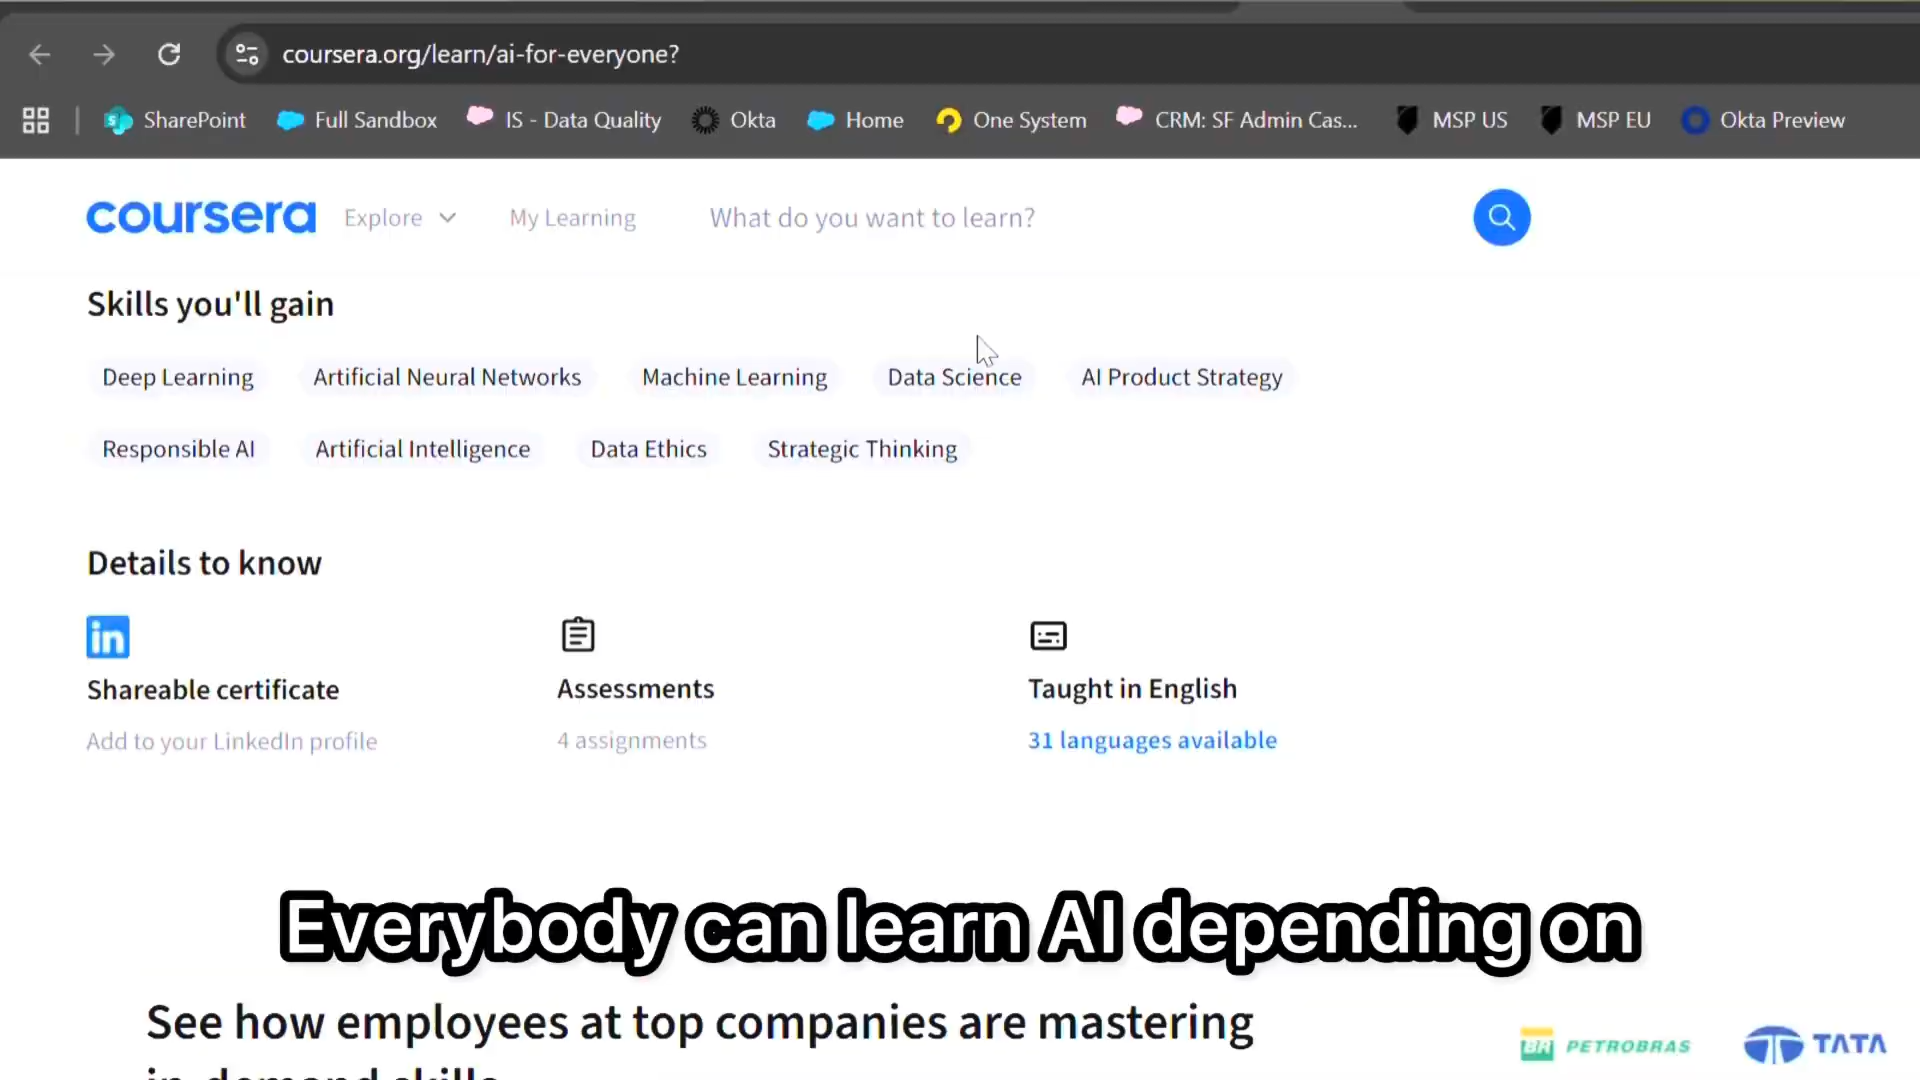 coursera.org/learn/ai-for-everyone?
SharePoint Full Sandbox IS - Data Quality Okta Home One System CRM: SF Admin Cas... MSP US MSP EU Okta Preview
coursera Explore My Learning What do you want to learn?
Skills you'll gain
Deep Learning Artificial Neural Networks Machine Learning Data Science AI Product Strategy
Responsible AI Artificial Intelligence Data Ethics Strategic Thinking
Details to know
in
Shareable certificate Assessments Taught in English
Add to your LinkedIn profile 4 assignments 31 languages available
Everybody can learn AI depending on
See how employees at top companies are mastering
BR PETROBRAS TATA
in-demand skills